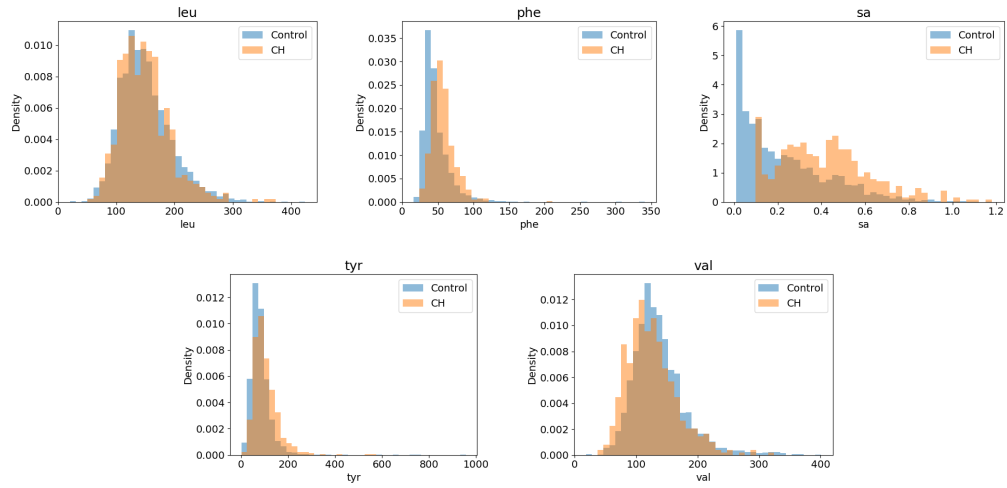 leu
0.010
0.008
0.006
0.004
0.002
0.000
Density
0 100 200 300 400
leu
Control
CH
phe
0.035
0.030
0.025
0.020
0.015
0.010
0.005
0.000
Density
0 50 100 150 200 250 300 350
phe
Control
CH
sa
6
5
4
3
2
1
0
Density
0.0 0.2 0.4 0.6 0.8 1.0 1.2
sa
Control
CH
tyr
0.012
0.010
0.008
0.006
0.004
0.002
0.000
Density
0 200 400 600 800 1000
tyr
Control
CH
val
0.012
0.010
0.008
0.006
0.004
0.002
0.000
Density
0 100 200 300 400
val
Control
CH